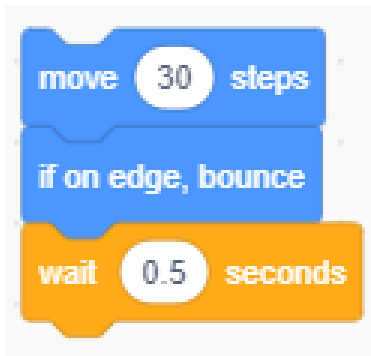 move 30 steps
if on edge, bounce
wait 0.5 seconds